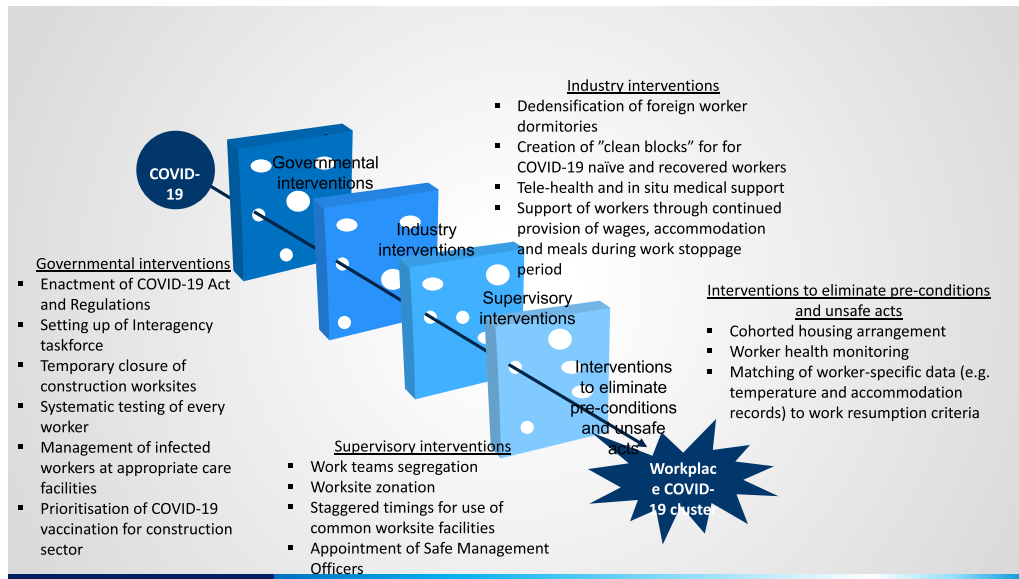 Industry interventions
▪ Dedensification of foreign worker
dormitories
▪ Creation of ”clean blocks” for for
COVID-19 naïve and recovered workers
▪ Tele-health and in situ medical support
▪ Support of workers through continued
provision of wages, accommodation
and meals during work stoppage
period
COVID-
19
Governmental
interventions
Industry
interventions
Supervisory
interventions
Interventions
to eliminate
pre-conditions
and unsafe
acts
Governmental interventions
▪ Enactment of COVID-19 Act
and Regulations
▪ Setting up of Interagency
taskforce
▪ Temporary closure of
construction worksites
▪ Systematic testing of every
worker
▪ Management of infected
workers at appropriate care
facilities
▪ Prioritisation of COVID-19
vaccination for construction
sector
Interventions to eliminate pre-conditions
and unsafe acts
▪ Cohorted housing arrangement
▪ Worker health monitoring
▪ Matching of worker-specific data (e.g.
temperature and accommodation
records) to work resumption criteria
Supervisory interventions
▪ Work teams segregation
▪ Worksite zonation
▪ Staggered timings for use of
common worksite facilities
▪ Appointment of Safe Management
Officers
Workplac
e COVID-
19 cluster